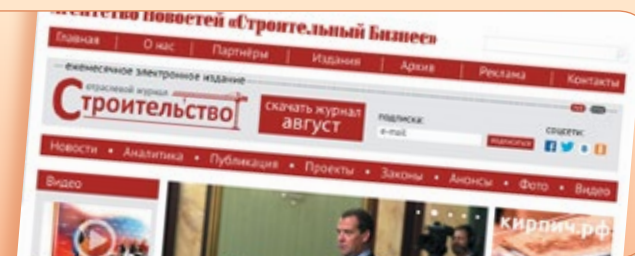 Агентство Новостей «Строительный Бизнес»
Главная | О нас | Партнёры | Издания | Архив | Реклама | Контакты
ежемесячное электронное издание
отраслевой журнал
Строительство
скачать журнал
август
подписка:
e-mail
подписаться
соцсети:
Новости • Аналитика • Публикация • Проекты • Законы • Анонсы • Фото • Видео
Видео
кирпич.рф